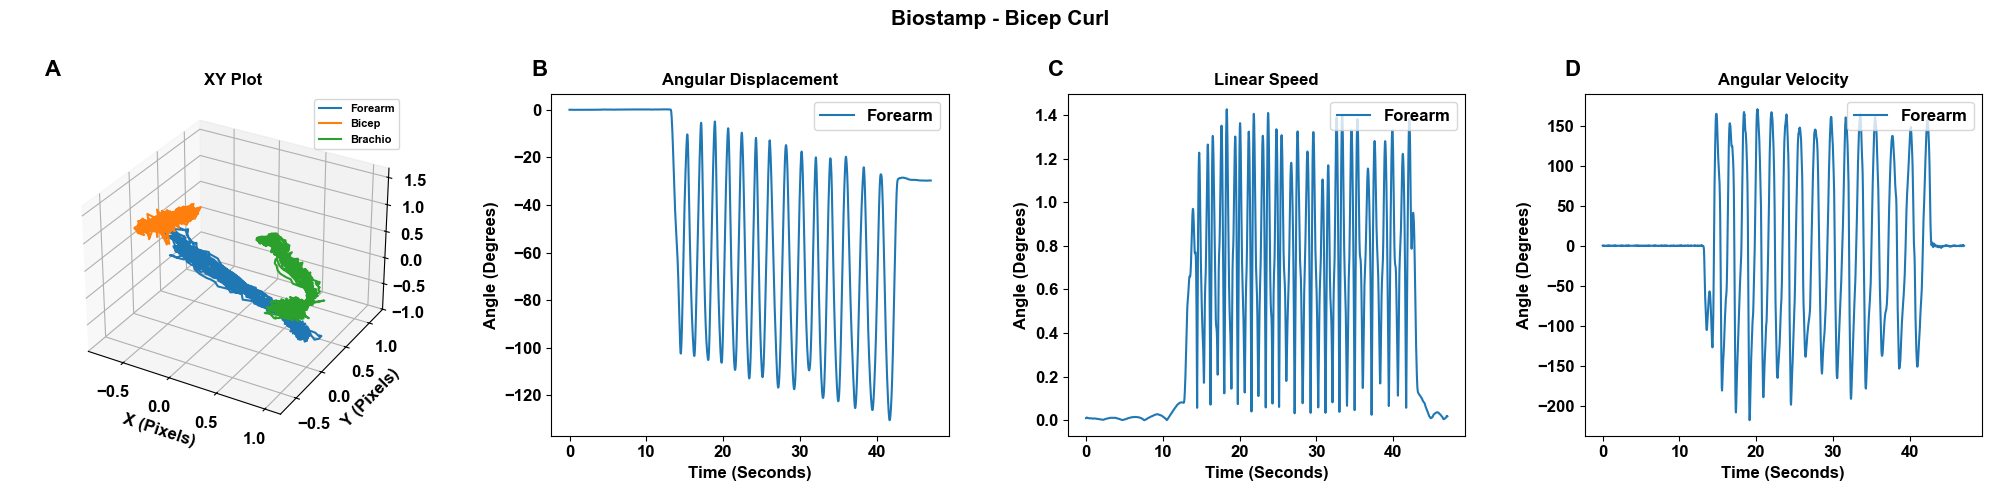 Biostamp - Bicep Curl
A
XY Plot
Forearm
Bicep
Brachio
1.5
1.0
0.5
0.0
−0.5
−1.0
1.0
0.5
0.0
−0.5
Y (Pixels)
−0.5
0.0
0.5
1.0
X (Pixels)
B
Angular Displacement
Forearm
0
−20
−40
−60
−80
−100
−120
Angle (Degrees)
0 10 20 30 40
Time (Seconds)
C
Linear Speed
Forearm
1.4
1.2
1.0
0.8
0.6
0.4
0.2
0.0
Angle (Degrees)
0 10 20 30 40
Time (Seconds)
D
Angular Velocity
Forearm
150
100
50
0
−50
−100
−150
−200
Angle (Degrees)
0 10 20 30 40
Time (Seconds)